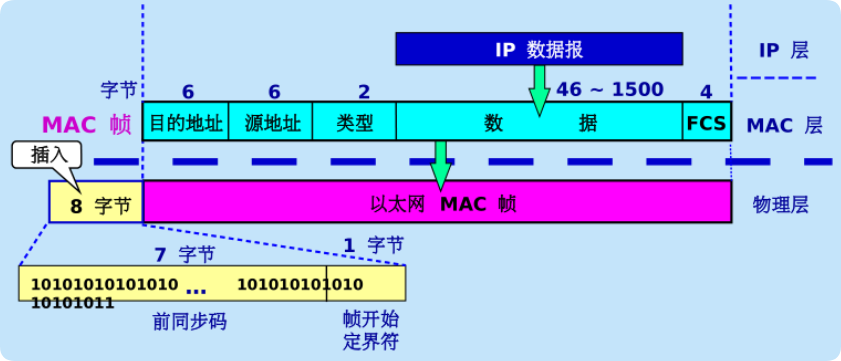 IP 数据报
IP 层
字节
6
6
2
46 ~ 1500
4
MAC 帧
目的地址
源地址
类型
数 据
FCS
MAC 层
插入
8 字节
以太网 MAC 帧
物理层
7 字节
1 字节
10101010101010 ... 101010101010
10101011
前同步码
帧开始
定界符